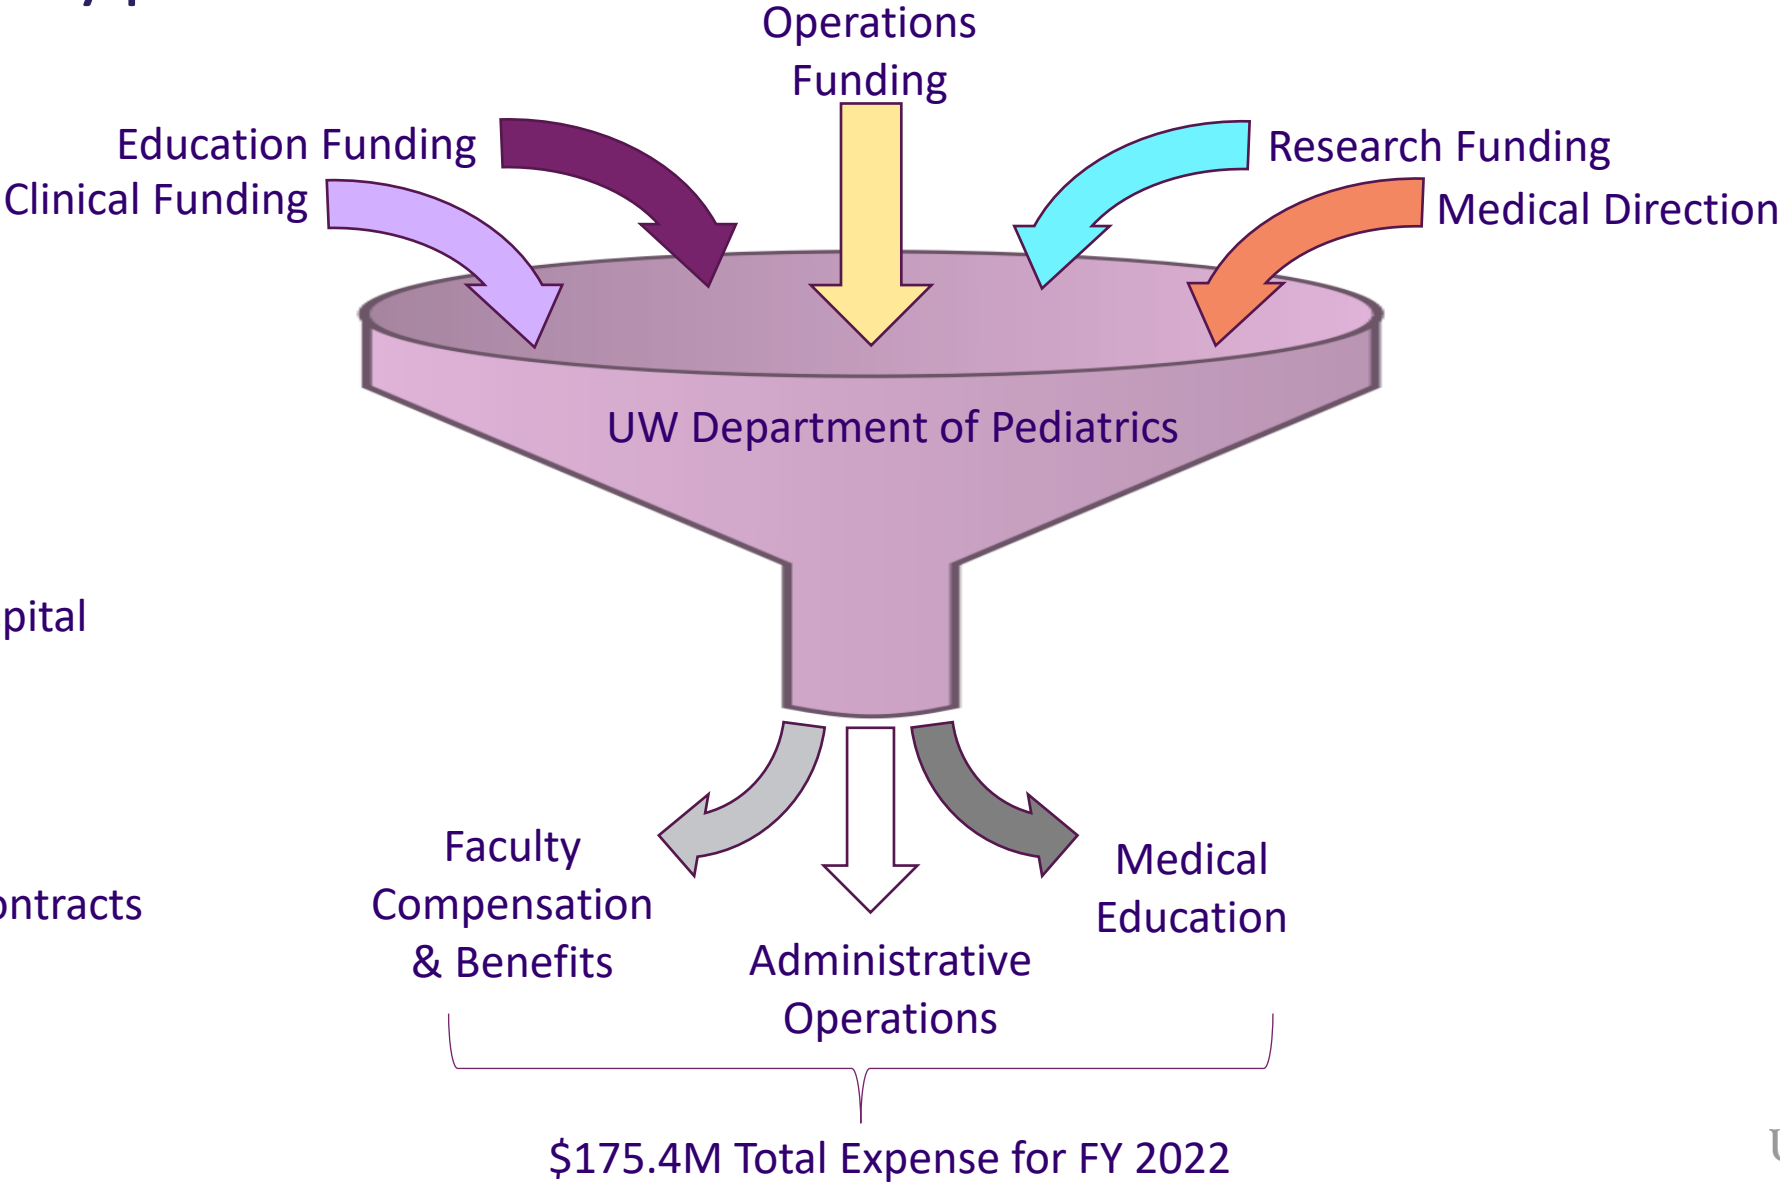 Operations
Funding
Education Funding
Research Funding
Clinical Funding
Medical Direction
UW Department of Pediatrics
pital
ontracts
Faculty
Compensation
& Benefits
Medical
Education
Administrative
Operations
$175.4M Total Expense for FY 2022